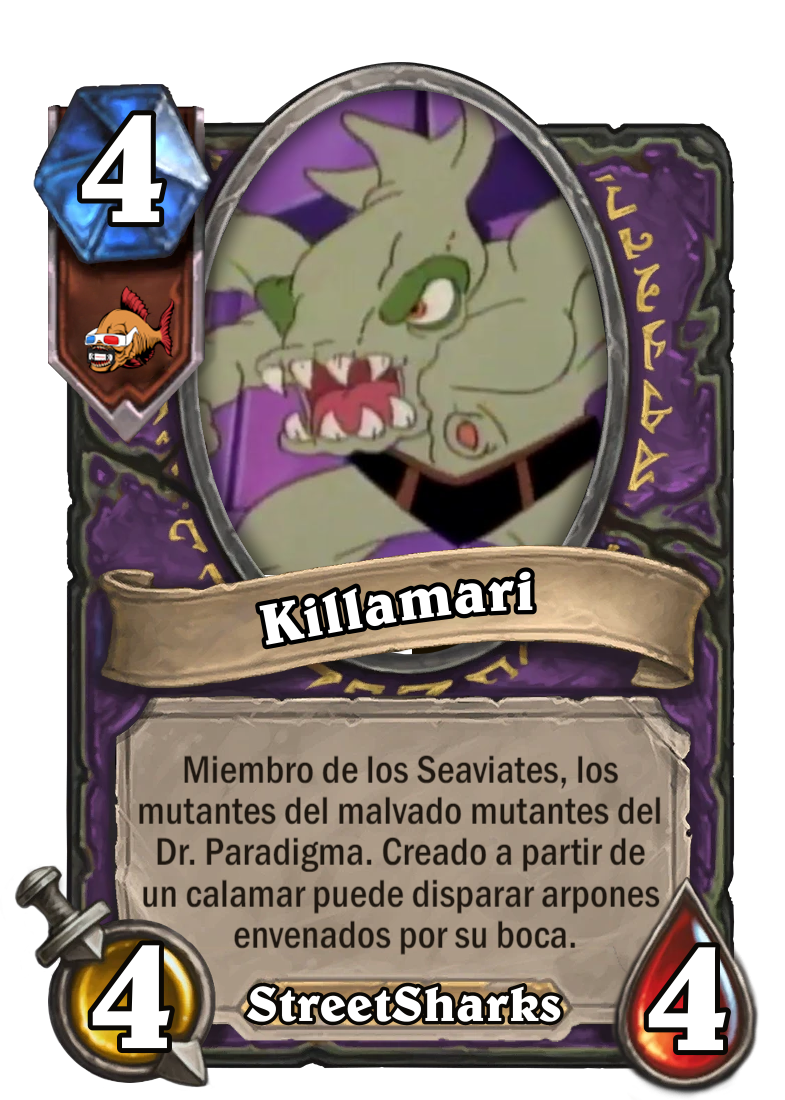 4
Killamari
Miembro de los Seaviates, los
mutantes del malvado mutantes del
Dr. Paradigma. Creado a partir de
un calamar puede disparar arpones
envenados por su boca.
4
StreetSharks
4